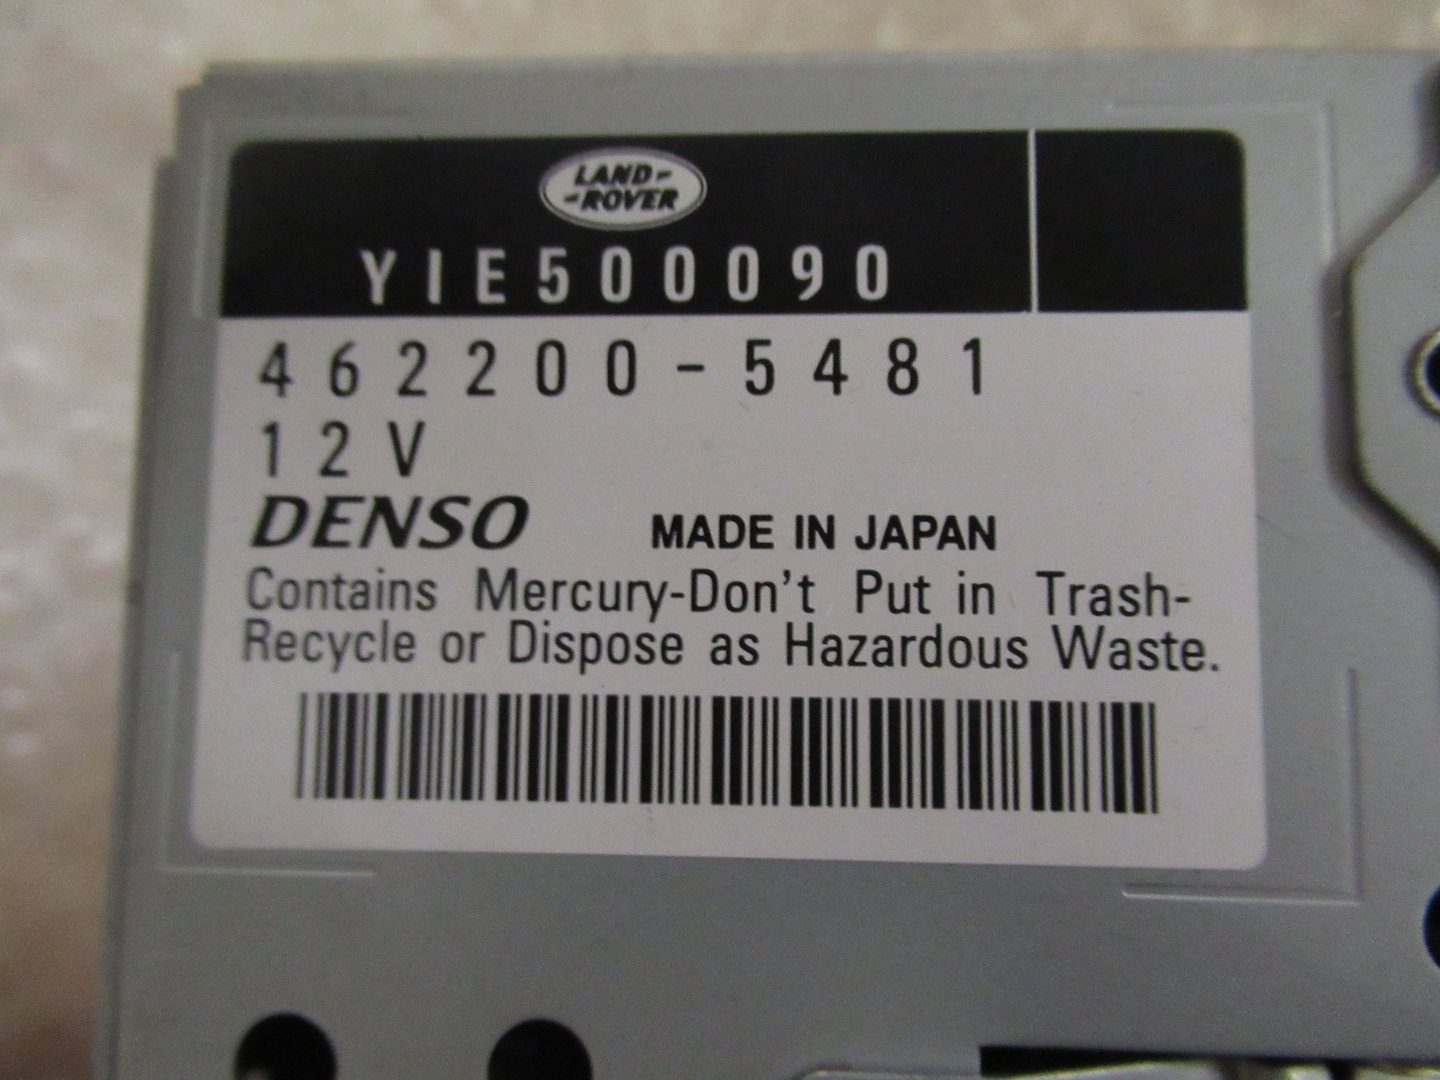 LAND-
-ROVER
YIE500090
462200-5481
12V
DENSO MADE IN JAPAN
Contains Mercury-Don't Put in Trash-
Recycle or Dispose as Hazardous Waste.